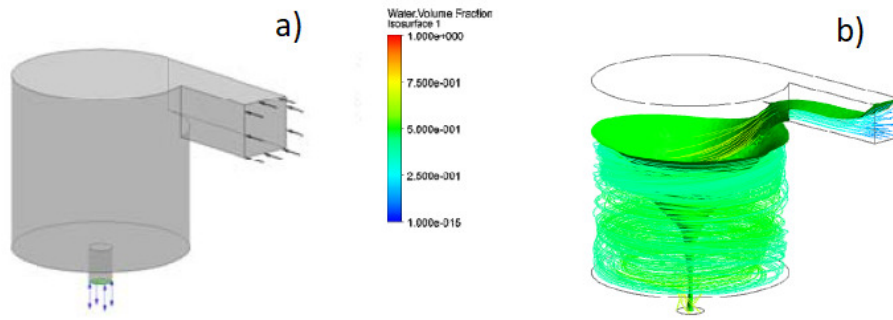 a)
Water.Volume Fraction
Isosurface 1
1.000e+000
7.500e-001
5.000e-001
2.500e-001
1.000e-015
b)